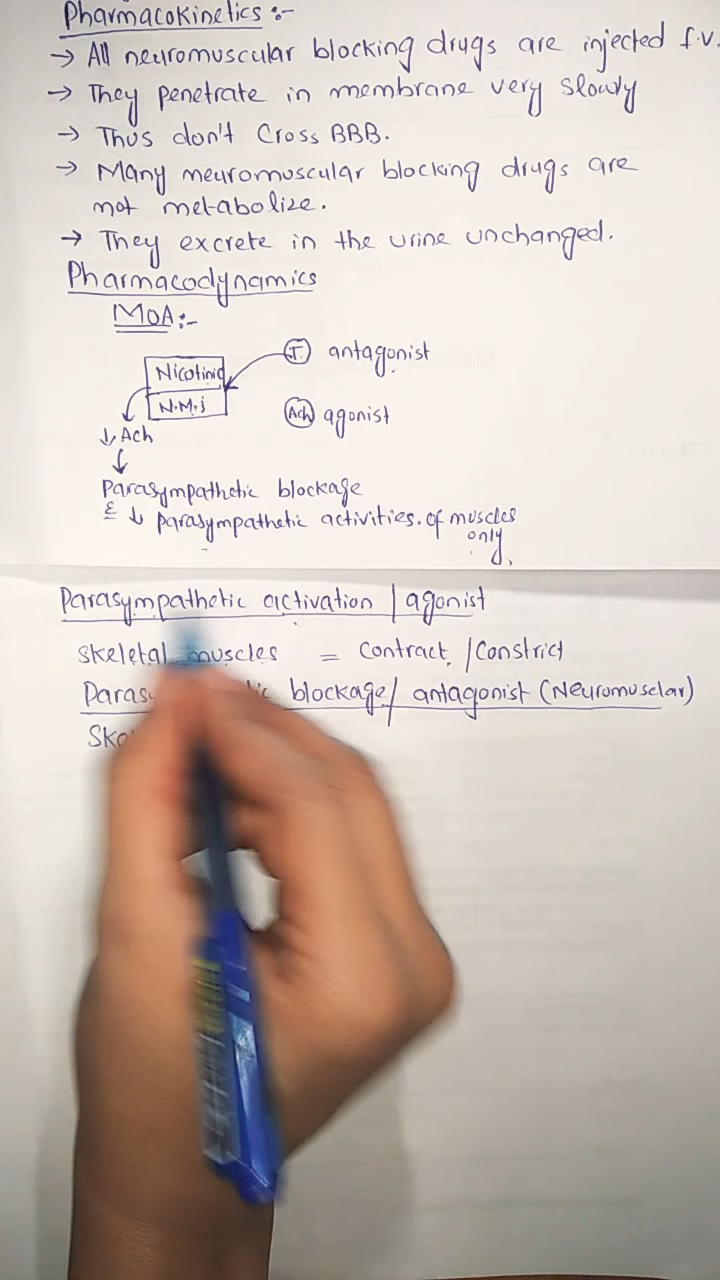 Pharmacokinetics :-
→ All neuromuscular blocking drugs are injected I.V.
→ They penetrate in membrane very slowly
→ Thus don't Cross BBB.
→ Many neuromuscular blocking drugs are
not metabolize.
→ They excrete in the urine unchanged.
Pharmacodynamics
MOA:-
Nicotinic
T antagonist
N.M.j
Ach agonist
↓ Ach
Parasympathetic blockage
& ↓ parasympathetic activities. of muscles
only.
Parasympathetic activation / agonist
Skeletal muscles = Contract / Constrict
blockage/ antagonist (Neuromusclar)